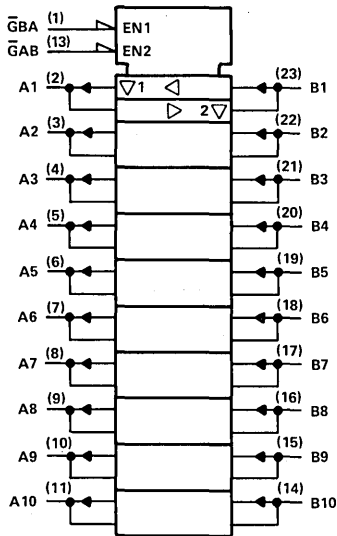 G̅BA (1) EN1
G̅AB (13) EN2
A1 (2) ▽1 ◁ (23) B1
▷ 2▽
A2 (3) (22) B2
A3 (4) (21) B3
A4 (5) (20) B4
A5 (6) (19) B5
A6 (7) (18) B6
A7 (8) (17) B7
A8 (9) (16) B8
A9 (10) (15) B9
A10 (11) (14) B10